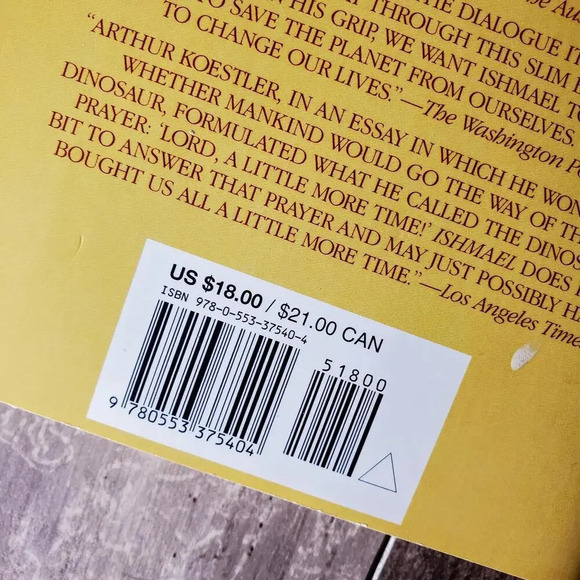 THE DIALOGUE
THROUGH THIS SLIM
HIS GRIP, WE WANT ISHMAEL TO
TO SAVE THE PLANET FROM OURSELVES.
TO CHANGE OUR LIVES.”—The Washington
“ARTHUR KOESTLER, IN AN ESSAY IN WHICH HE
WHETHER MANKIND WOULD GO THE WAY OF
DINOSAUR, FORMULATED WHAT HE CALLED THE
PRAYER: ‘LORD, A LITTLE MORE TIME!’ ISHMAEL DOES
BIT TO ANSWER THAT PRAYER AND MAY JUST POSSIBLY
BOUGHT US ALL A LITTLE MORE TIME.”—Los Angeles Times
US $18.00 / $21.00 CAN
ISBN 978-0-553-37540-4
51800
9 780553 375404